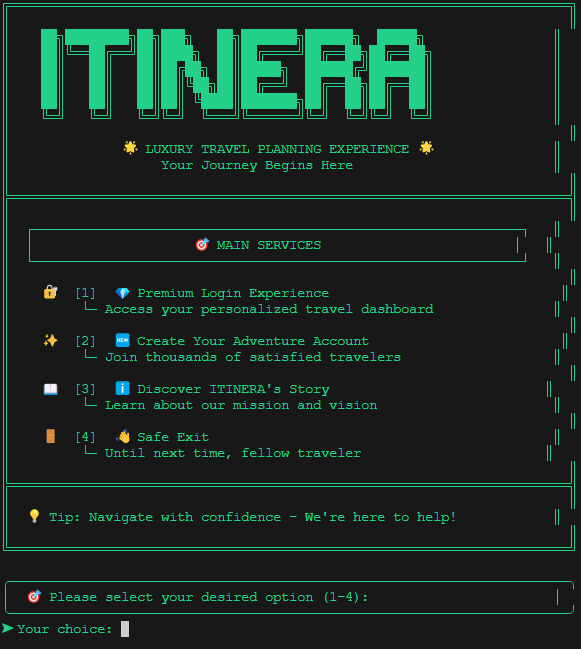 ITINERA
🌟 LUXURY TRAVEL PLANNING EXPERIENCE 🌟
Your Journey Begins Here
🎯 MAIN SERVICES
🔐 [1] 💎 Premium Login Experience
└─ Access your personalized travel dashboard
✨ [2] 🆕 Create Your Adventure Account
└─ Join thousands of satisfied travelers
📖 [3] ℹ️ Discover ITINERA's Story
└─ Learn about our mission and vision
🚪 [4] 👋 Safe Exit
└─ Until next time, fellow traveler
💡 Tip: Navigate with confidence - We're here to help!
🎯 Please select your desired option (1-4):
➤ Your choice: